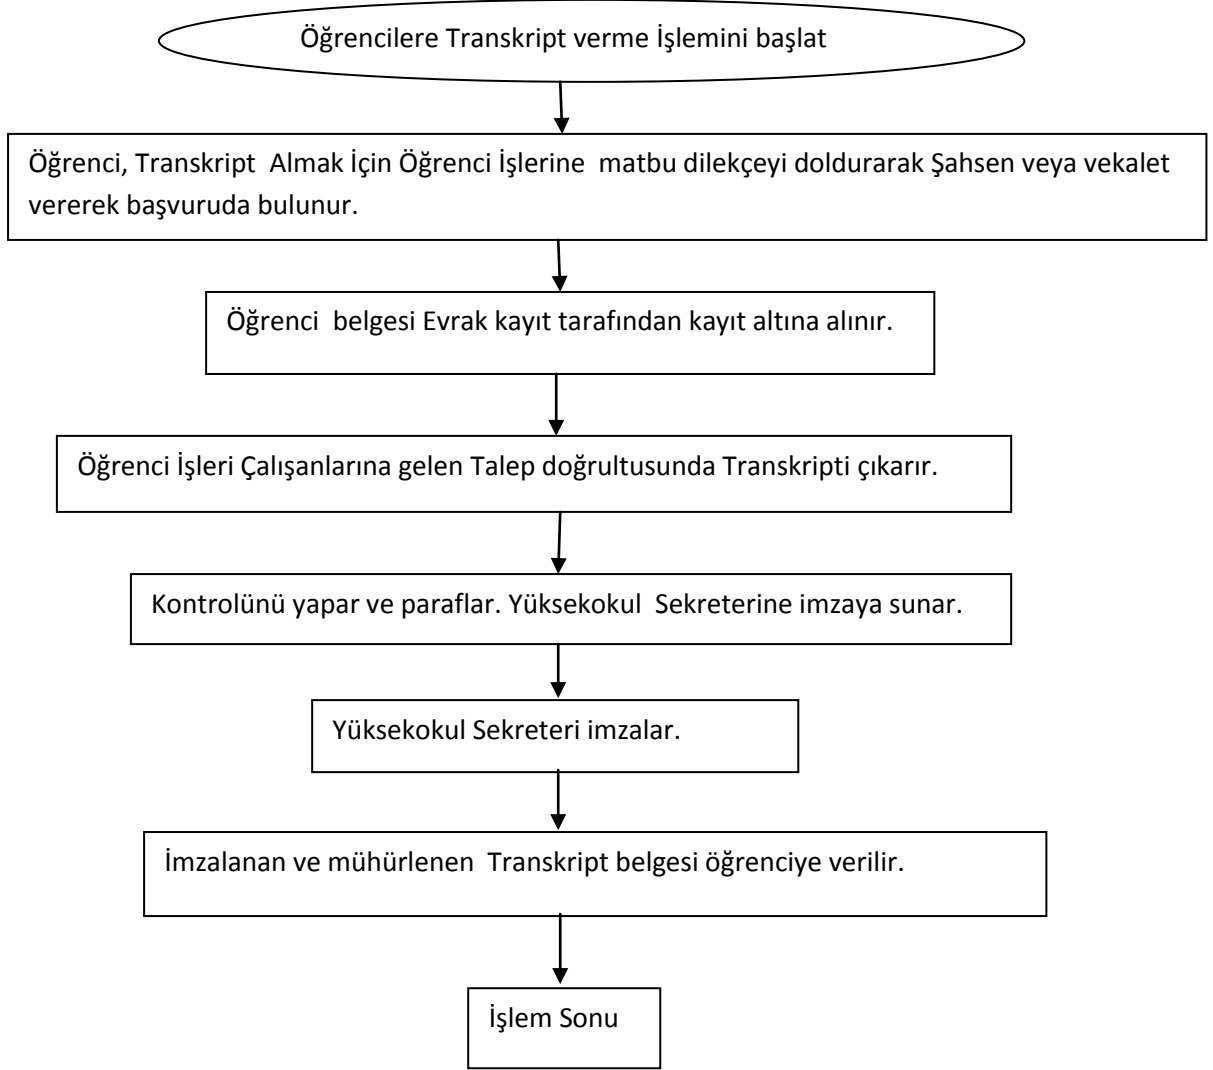 Öğrencilere Transkript verme İşlemini başlat
Öğrenci, Transkript  Almak İçin Öğrenci İşlerine  matbu dilekçeyi doldurarak Şahsen veya vekalet
vererek başvuruda bulunur.
Öğrenci  belgesi Evrak kayıt tarafından kayıt altına alınır.
Öğrenci İşleri Çalışanlarına gelen Talep doğrultusunda Transkripti çıkarır.
Kontrolünü yapar ve paraflar. Yüksekokul  Sekreterine imzaya sunar.
Yüksekokul Sekreteri imzalar.
İmzalanan ve mühürlenen  Transkript belgesi öğrenciye verilir.
İşlem Sonu